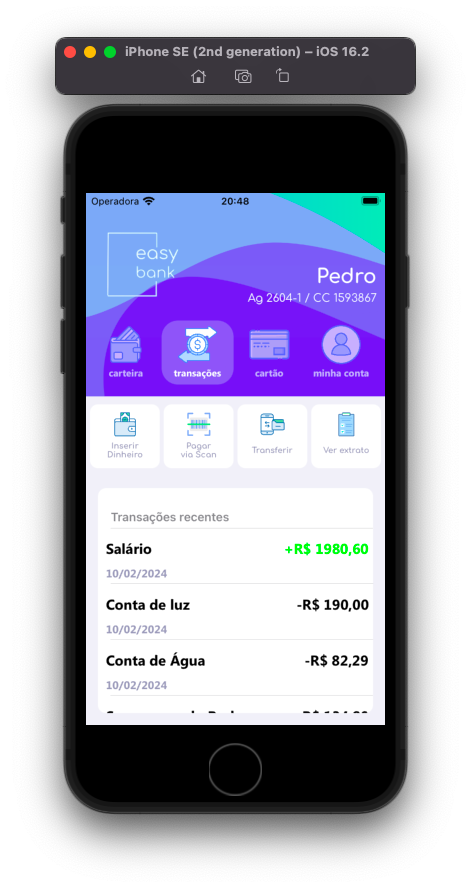 iPhone SE (2nd generation) – iOS 16.2
Operadora 20:48
easy
bank
Pedro
Ag 2604-1 / CC 1593867
carteira transações cartão minha conta
Inserir
Dinheiro
Pagar
via Scan
Transferir
Ver extrato
Transações recentes
Salário +R$ 1980,60
10/02/2024
Conta de luz -R$ 190,00
10/02/2024
Conta de Água -R$ 82,29
10/02/2024